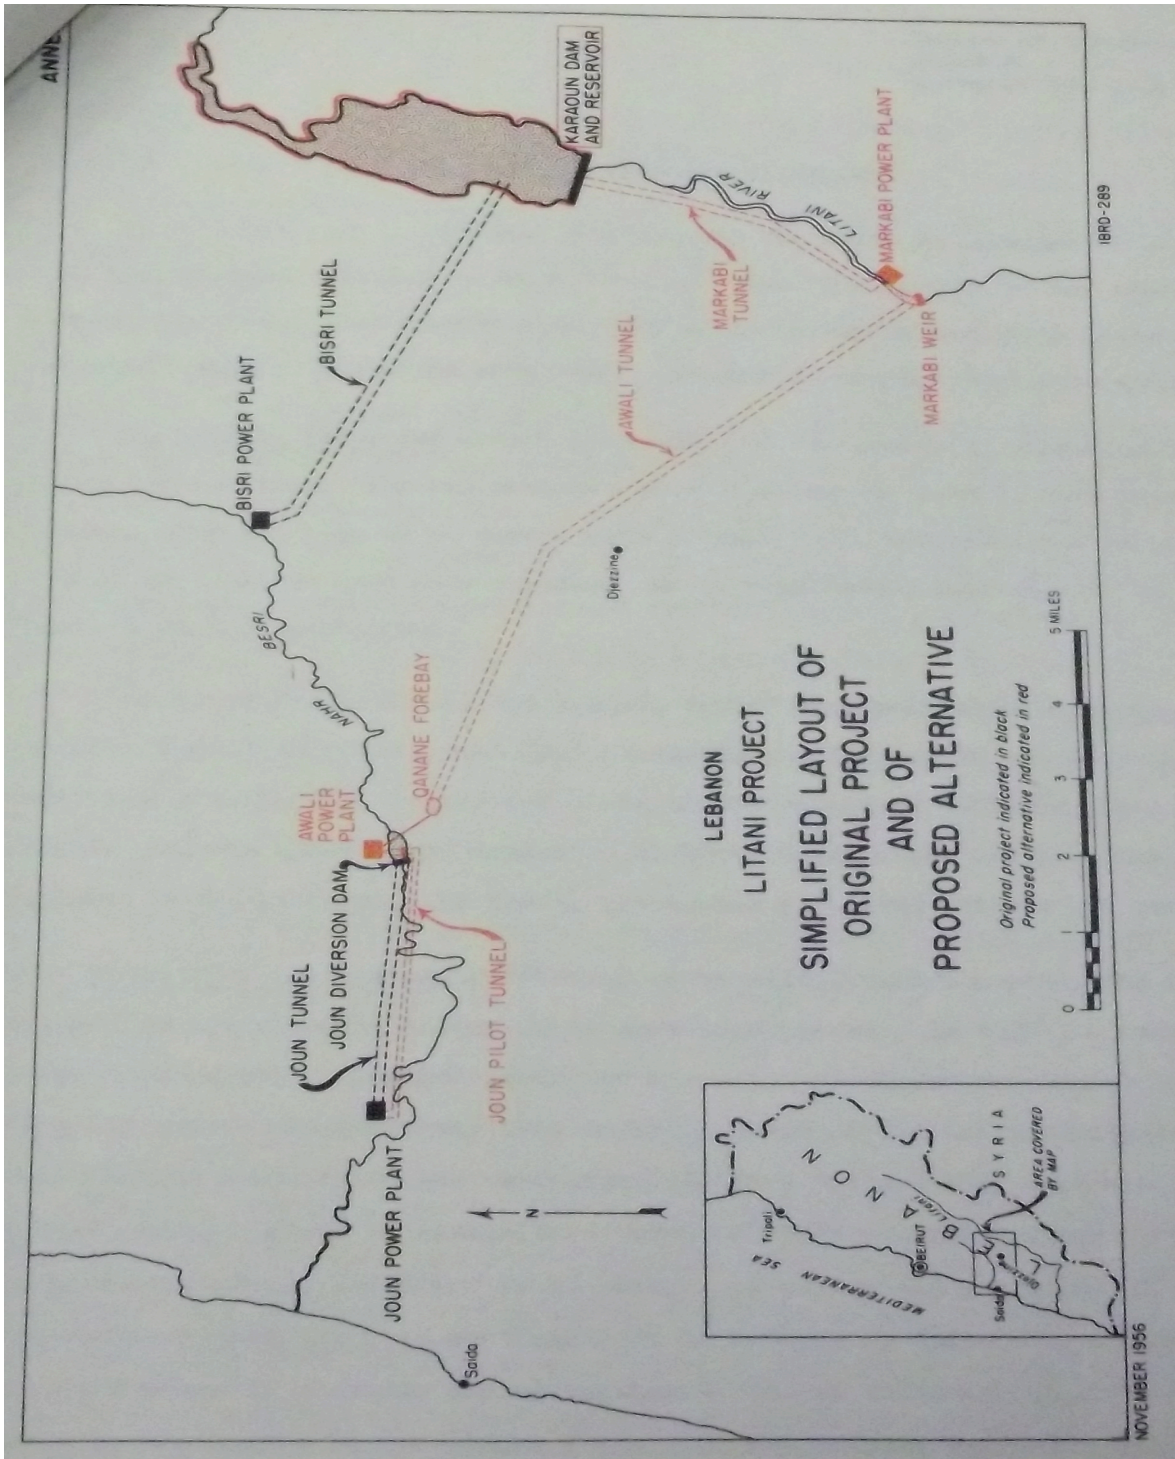 ANNE
KARAOUN DAM
AND RESERVOIR
BISRI TUNNEL
BISRI POWER PLANT
LITANI RIVER
MARKABI POWER PLANT
MARKABI
TUNNEL
MARKABI WEIR
AWALI TUNNEL
Djezzine
NAHR BESRI
QANANE FOREBAY
AWALI
POWER
PLANT
JOUN DIVERSION DAM
JOUN TUNNEL
JOUN PILOT TUNNEL
JOUN POWER PLANT
Saida
N
LEBANON
LITANI PROJECT
SIMPLIFIED LAYOUT OF
ORIGINAL PROJECT
AND OF
PROPOSED ALTERNATIVE
Original project indicated in black
Proposed alternative indicated in red
0 1 2 3 4 5 MILES
Tripoli
MEDITERRANEAN SEA
BEIRUT
LEBANON
Litani
Saida
Djezzine
SYRIA
AREA COVERED
BY MAP
NOVEMBER 1956
IBRD-289